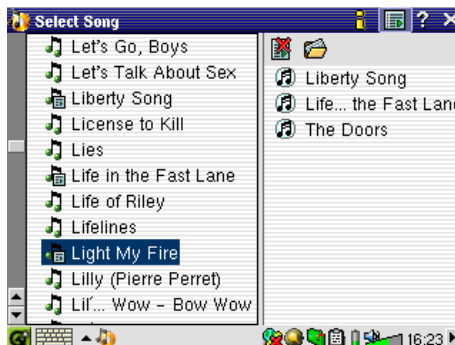 Select Song
?
Let's Go, Boys
Let's Talk About Sex
Liberty Song
License to Kill
Lies
Life in the Fast Lane
Life of Riley
Lifelines
Light My Fire
Lilly (Pierre Perret)
Lil'... Wow - Bow Wow
Liberty Song
Life... the Fast Lane
The Doors
16:23